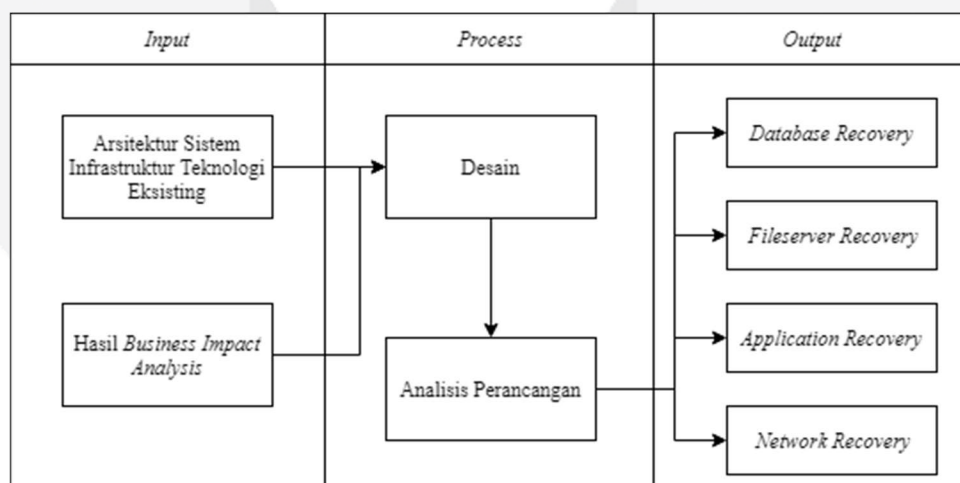 Input
Process
Output
Arsitektur Sistem
Infrastruktur Teknologi
Eksisting
Hasil Business Impact
Analysis
Desain
Analisis Perancangan
Database Recovery
Fileserver Recovery
Application Recovery
Network Recovery